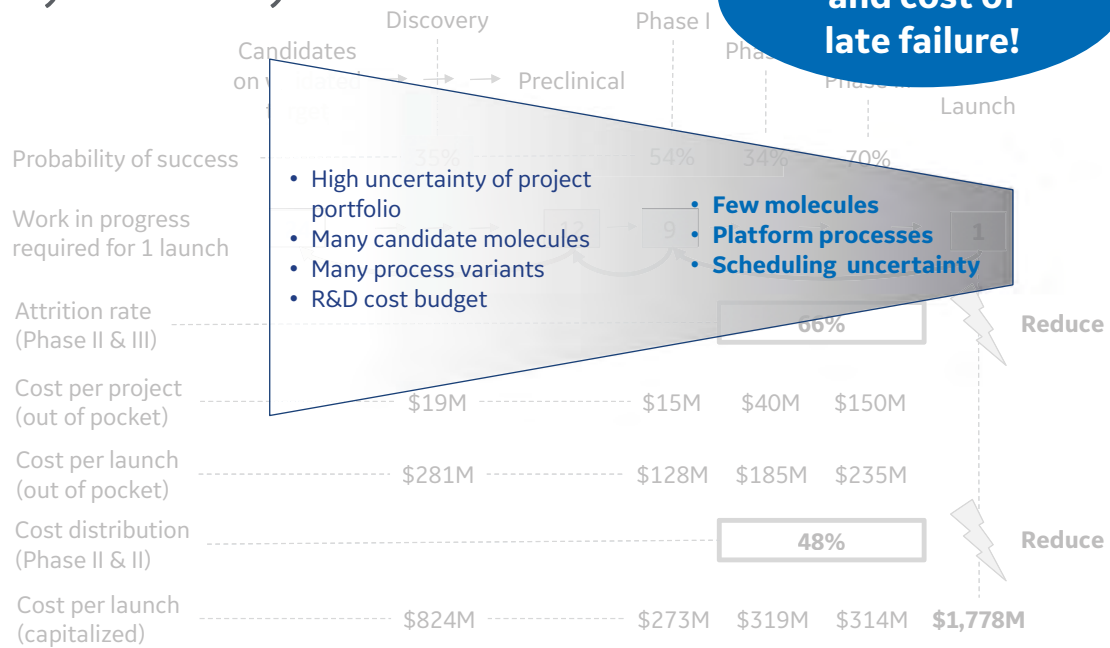 and cost of
late failure!
Discovery
Phase I
Candidates
on
Preclinical
Launch
Probability of success
35%
54%
34%
70%
• High uncertainty of project
portfolio
• Many candidate molecules
• Many process variants
• R&D cost budget
Work in progress
required for 1 launch
12
9
1
• Few molecules
• Platform processes
• Scheduling uncertainty
Attrition rate
(Phase II & III)
66%
Reduce
Cost per project
(out of pocket)
$19M
$15M
$40M
$150M
Cost per launch
(out of pocket)
$281M
$128M
$185M
$235M
Cost distribution
(Phase II & II)
48%
Reduce
Cost per launch
(capitalized)
$824M
$273M
$319M
$314M
$1,778M